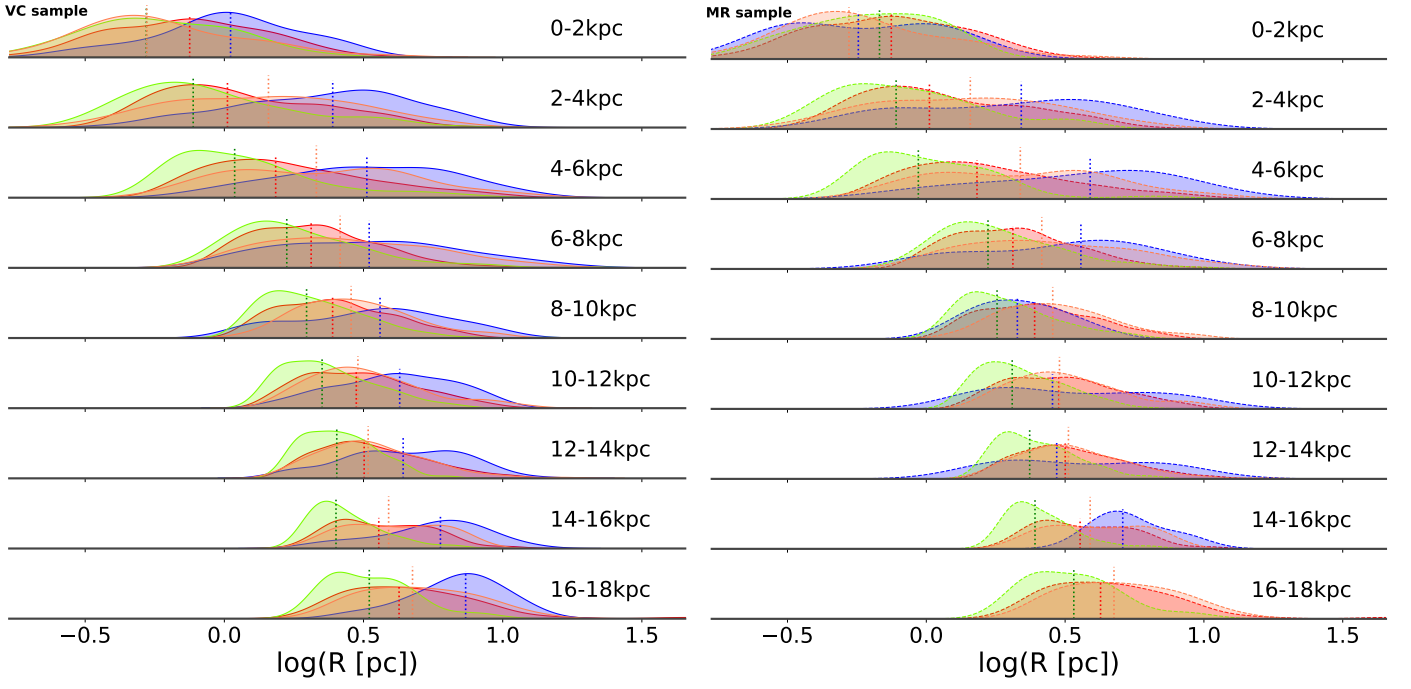 VC sample
0-2kpc
2-4kpc
4-6kpc
6-8kpc
8-10kpc
10-12kpc
12-14kpc
14-16kpc
16-18kpc
−0.5 0.0 0.5 1.0 1.5
log(R [pc])
MR sample
0-2kpc
2-4kpc
4-6kpc
6-8kpc
8-10kpc
10-12kpc
12-14kpc
14-16kpc
16-18kpc
−0.5 0.0 0.5 1.0 1.5
log(R [pc])